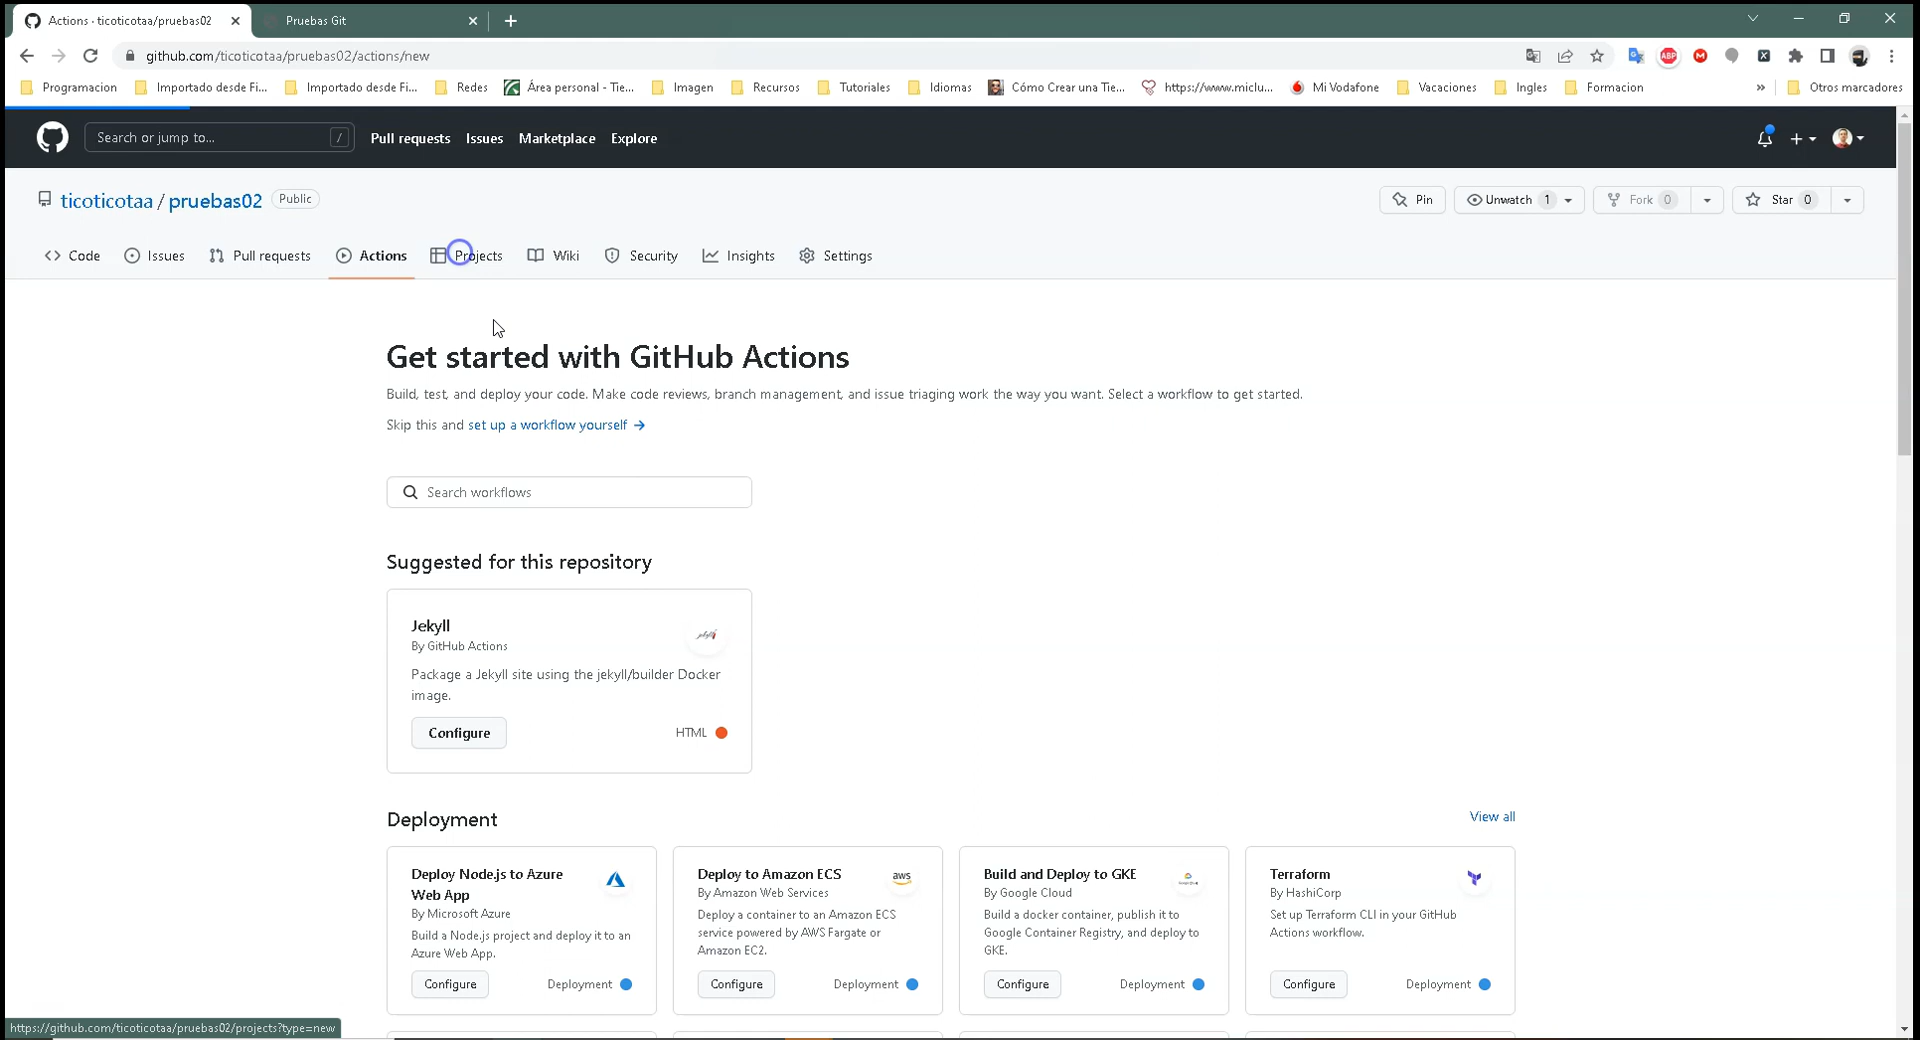 Actions · ticoticotaa/pruebas02
Pruebas Git
github.com/ticoticotaa/pruebas02/actions/new
Programacion
Importado desde Fi...
Importado desde Fi...
Redes
Área personal - Tie...
Imagen
Recursos
Tutoriales
Idiomas
Cómo Crear una Tie...
https://www.miclu...
Mi Vodafone
Vacaciones
Ingles
Formacion
»
Otros marcadores
Search or jump to...
/
Pull requests
Issues
Marketplace
Explore
ticoticotaa / pruebas02
Public
Pin
Unwatch 1
Fork 0
Star 0
Code
Issues
Pull requests
Actions
Projects
Wiki
Security
Insights
Settings
Get started with GitHub Actions
Build, test, and deploy your code. Make code reviews, branch management, and issue triaging work the way you want. Select a workflow to get started.
Skip this and set up a workflow yourself →
Search workflows
Suggested for this repository
Jekyll
By GitHub Actions
Package a Jekyll site using the jekyll/builder Docker
image.
Configure
HTML
Deployment
View all
Deploy Node.js to Azure
Web App
By Microsoft Azure
Build a Node.js project and deploy it to an
Azure Web App.
Configure
Deployment
Deploy to Amazon ECS
aws
By Amazon Web Services
Deploy a container to an Amazon ECS
service powered by AWS Fargate or
Amazon EC2.
Configure
Deployment
Build and Deploy to GKE
By Google Cloud
Build a docker container, publish it to
Google Container Registry, and deploy to
GKE.
Configure
Deployment
Terraform
By HashiCorp
Set up Terraform CLI in your GitHub
Actions workflow.
Configure
Deployment
https://github.com/ticoticotaa/pruebas02/projects?type=new